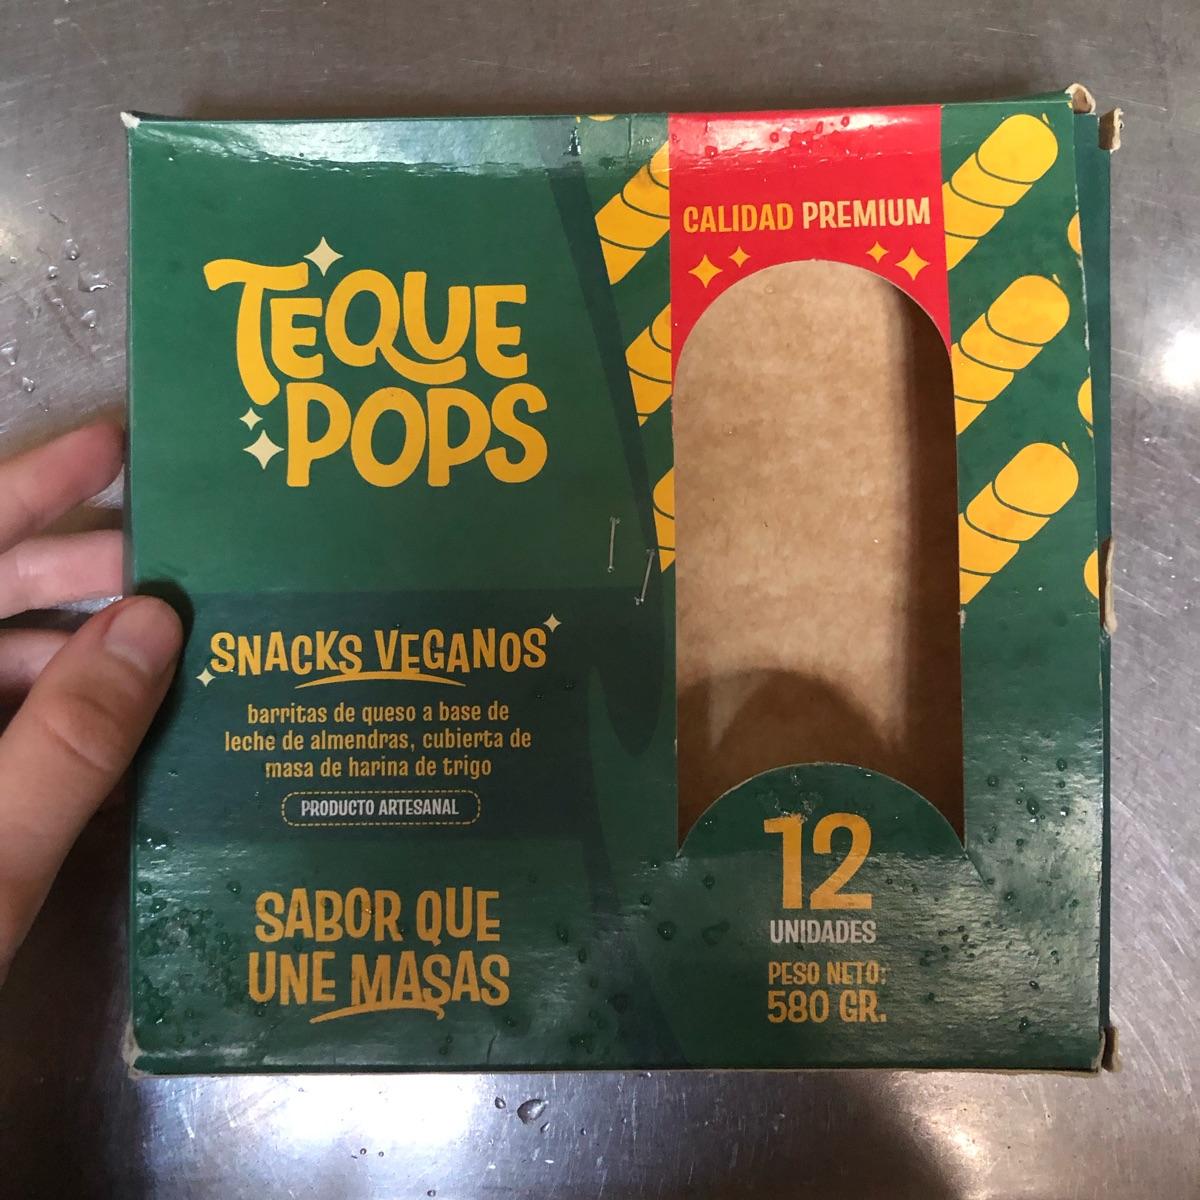 TEQUE
POPS
SNACKS VEGANOS
barritas de queso a base de
leche de almendras, cubierta de
masa de harina de trigo
PRODUCTO ARTESANAL
SABOR QUE
UNE MASAS
CALIDAD PREMIUM
12
UNIDADES
PESO NETO:
580 GR.